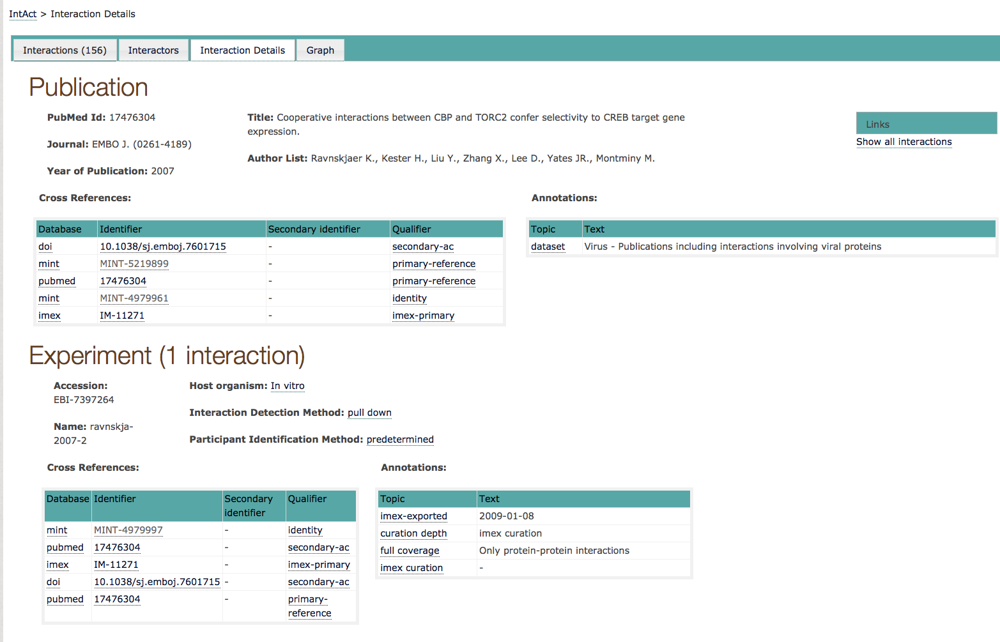 IntAct > Interaction Details
Interactions (156) Interactors Interaction Details Graph
Publication
PubMed Id: 17476304
Journal: EMBO J. (0261-4189)
Year of Publication: 2007
Title: Cooperative interactions between CBP and TORC2 confer selectivity to CREB target gene
expression.
Author List: Ravnskjaer K., Kester H., Liu Y., Zhang X., Lee D., Yates JR., Montminy M.
Links
Show all interactions
Cross References:
Database Identifier Secondary identifier Qualifier
doi 10.1038/sj.emboj.7601715 - secondary-ac
mint MINT-5219899 - primary-reference
pubmed 17476304 - primary-reference
mint MINT-4979961 - identity
imex IM-11271 - imex-primary
Annotations:
Topic Text
dataset Virus - Publications including interactions involving viral proteins
Experiment (1 interaction)
Accession:
EBI-7397264
Name: ravnskja-
2007-2
Host organism: In vitro
Interaction Detection Method: pull down
Participant Identification Method: predetermined
Cross References:
Database Identifier Secondary Qualifier
identifier
mint MINT-4979997 - identity
pubmed 17476304 - secondary-ac
imex IM-11271 - imex-primary
doi 10.1038/sj.emboj.7601715 - secondary-ac
pubmed 17476304 - primary-
reference
Annotations:
Topic Text
imex-exported 2009-01-08
curation depth imex curation
full coverage Only protein-protein interactions
imex curation -